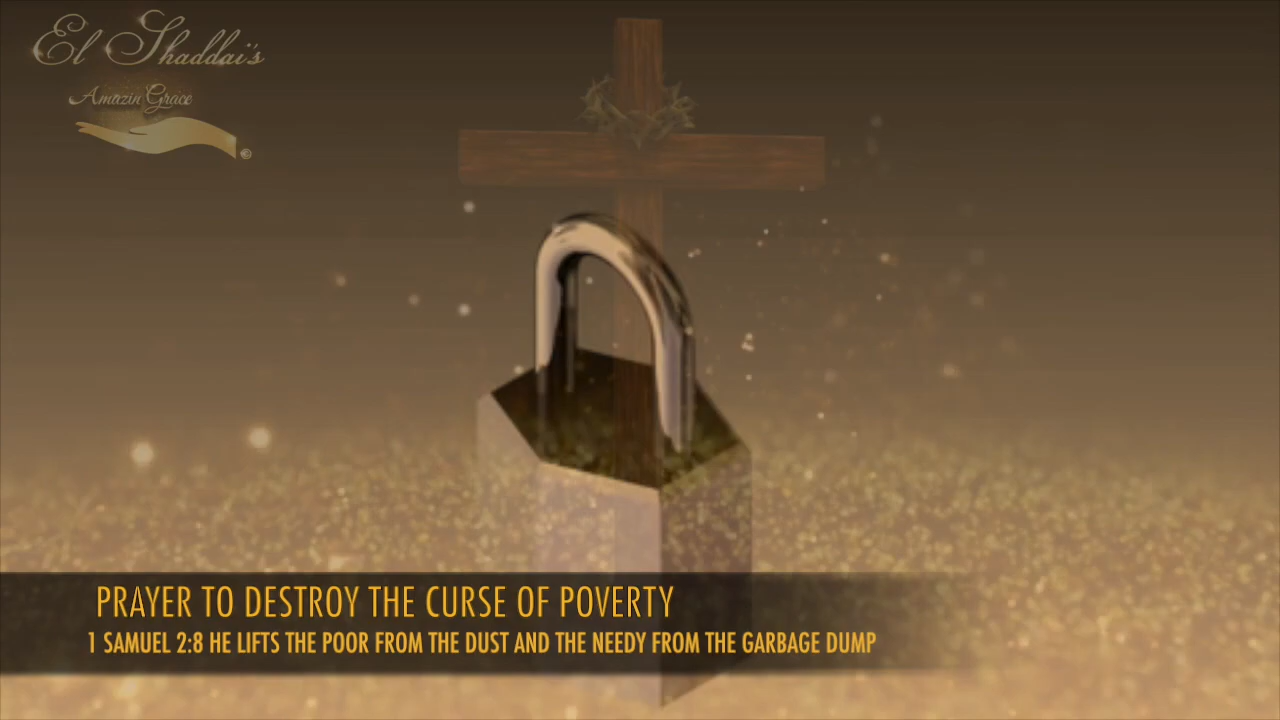 El Shaddai's
Amazin Grace
©
PRAYER TO DESTROY THE CURSE OF POVERTY
1 SAMUEL 2:8 HE LIFTS THE POOR FROM THE DUST AND THE NEEDY FROM THE GARBAGE DUMP